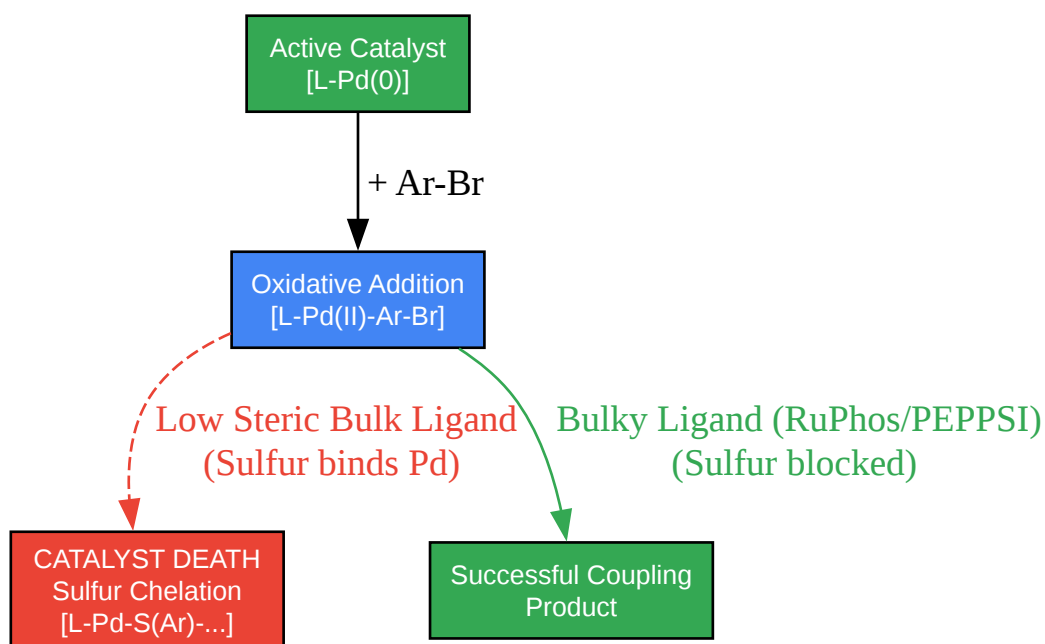 Active Catalyst
[L-Pd(0)]
+ Ar-Br
Oxidative Addition
[L-Pd(II)-Ar-Br]
Low Steric Bulk Ligand
(Sulfur binds Pd)
Bulky Ligand (RuPhos/PEPPSI)
(Sulfur blocked)
CATALYST DEATH
Sulfur Chelation
[L-Pd-S(Ar)-...]
Successful Coupling
Product